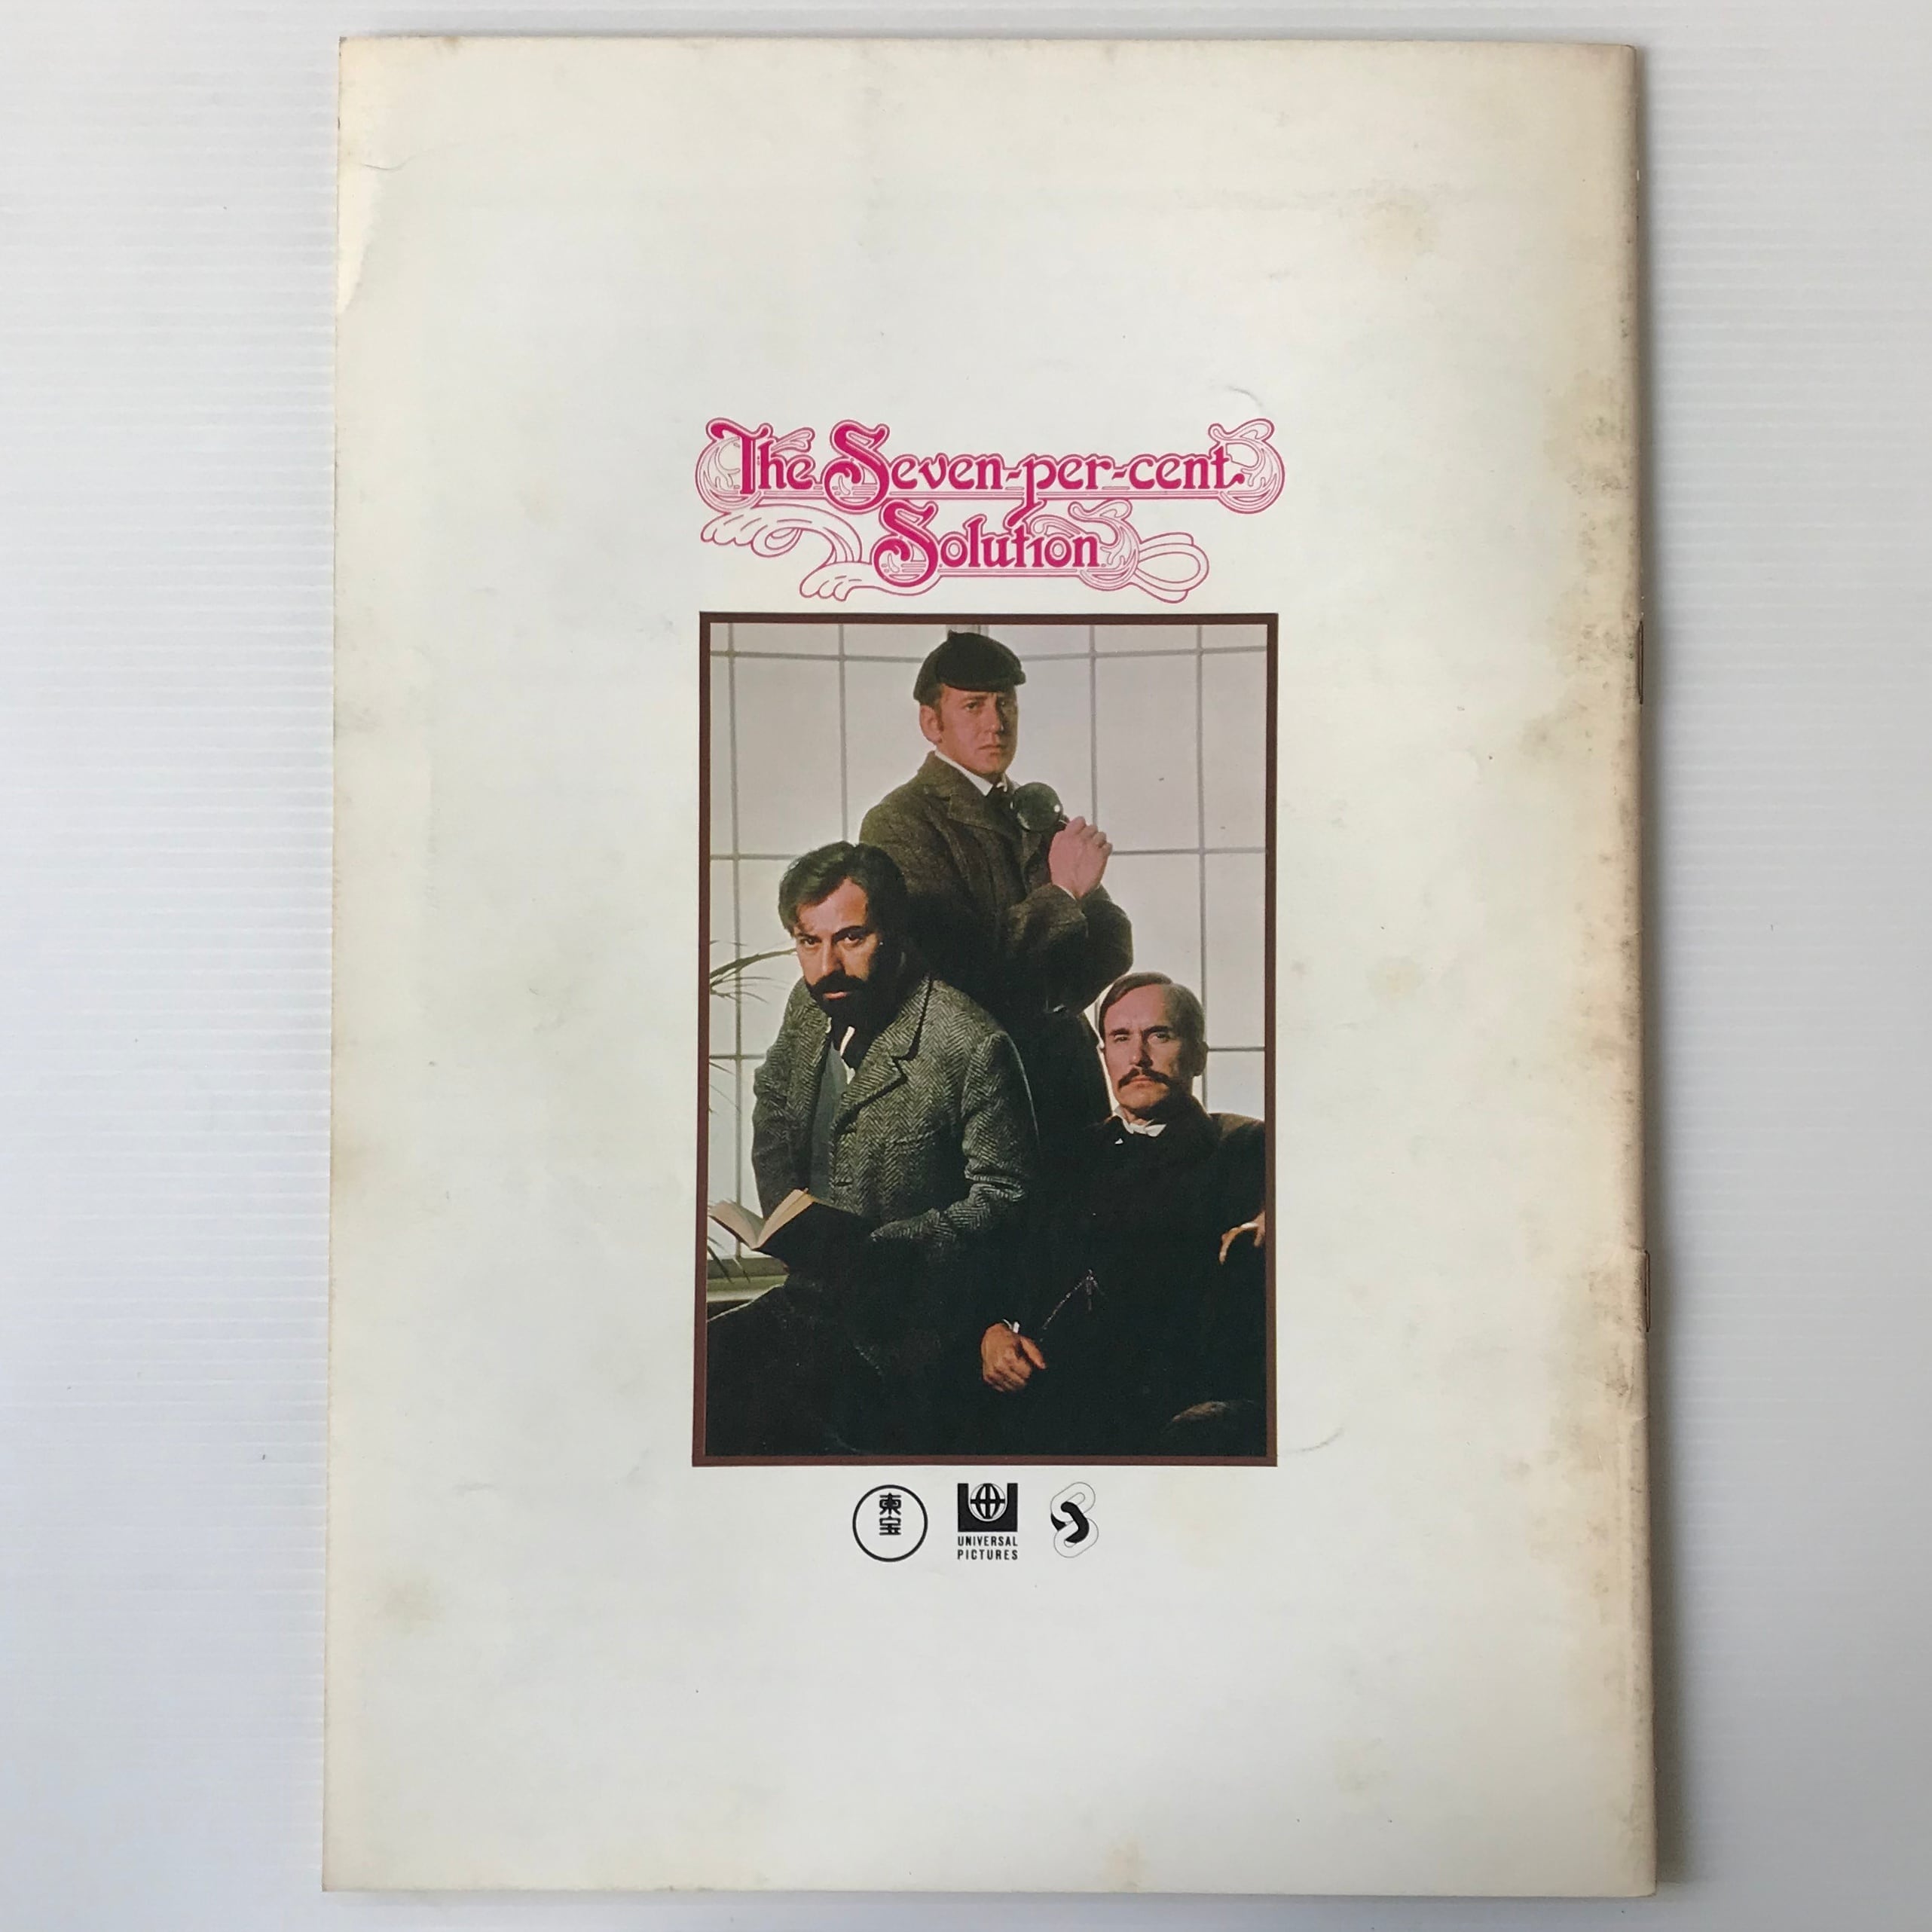 The Seven-per-cent
Solution
東宝
UNIVERSAL
PICTURES